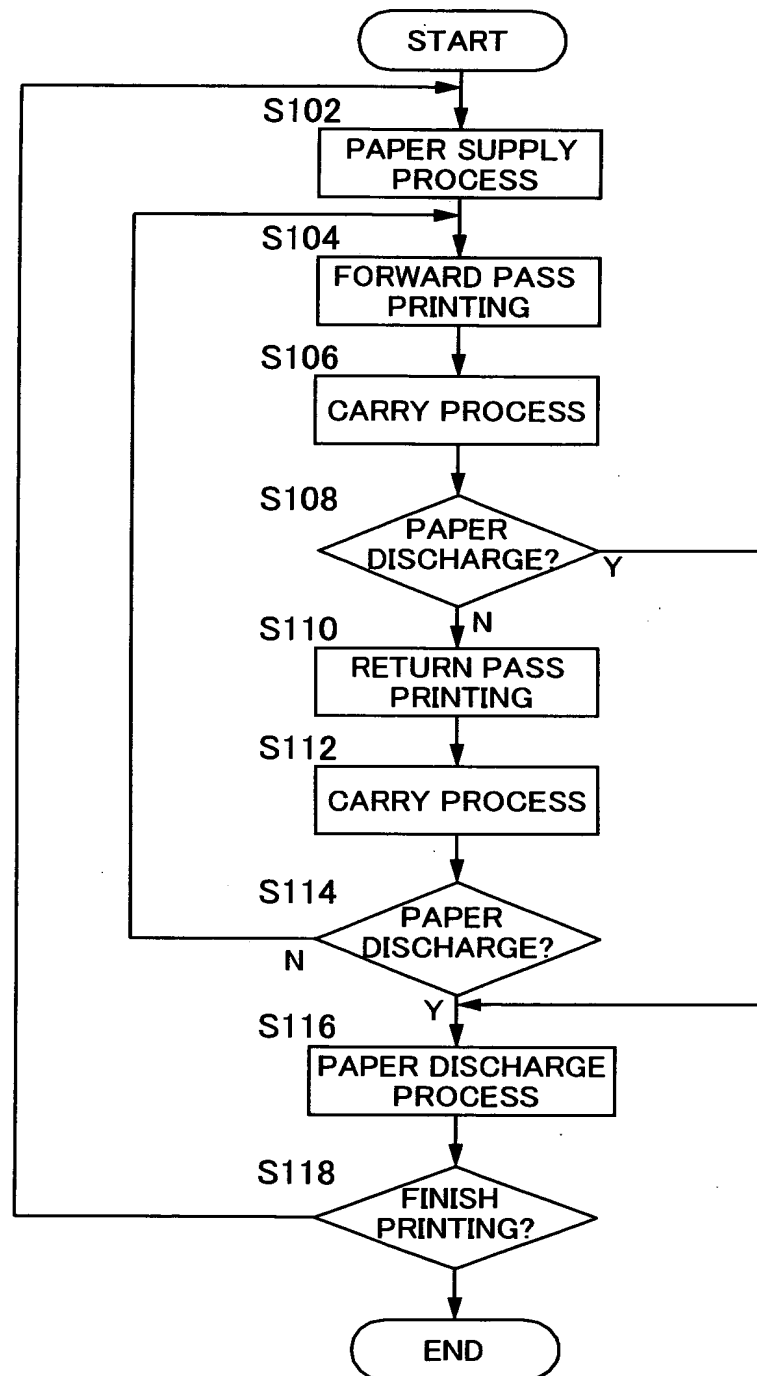 START
S102
PAPER SUPPLY
PROCESS
S104
FORWARD PASS
PRINTING
S106
CARRY PROCESS
S108
PAPER
DISCHARGE?
Y
N
S110
RETURN PASS
PRINTING
S112
CARRY PROCESS
S114
PAPER
DISCHARGE?
N
Y
S116
PAPER DISCHARGE
PROCESS
S118
FINISH
PRINTING?
END